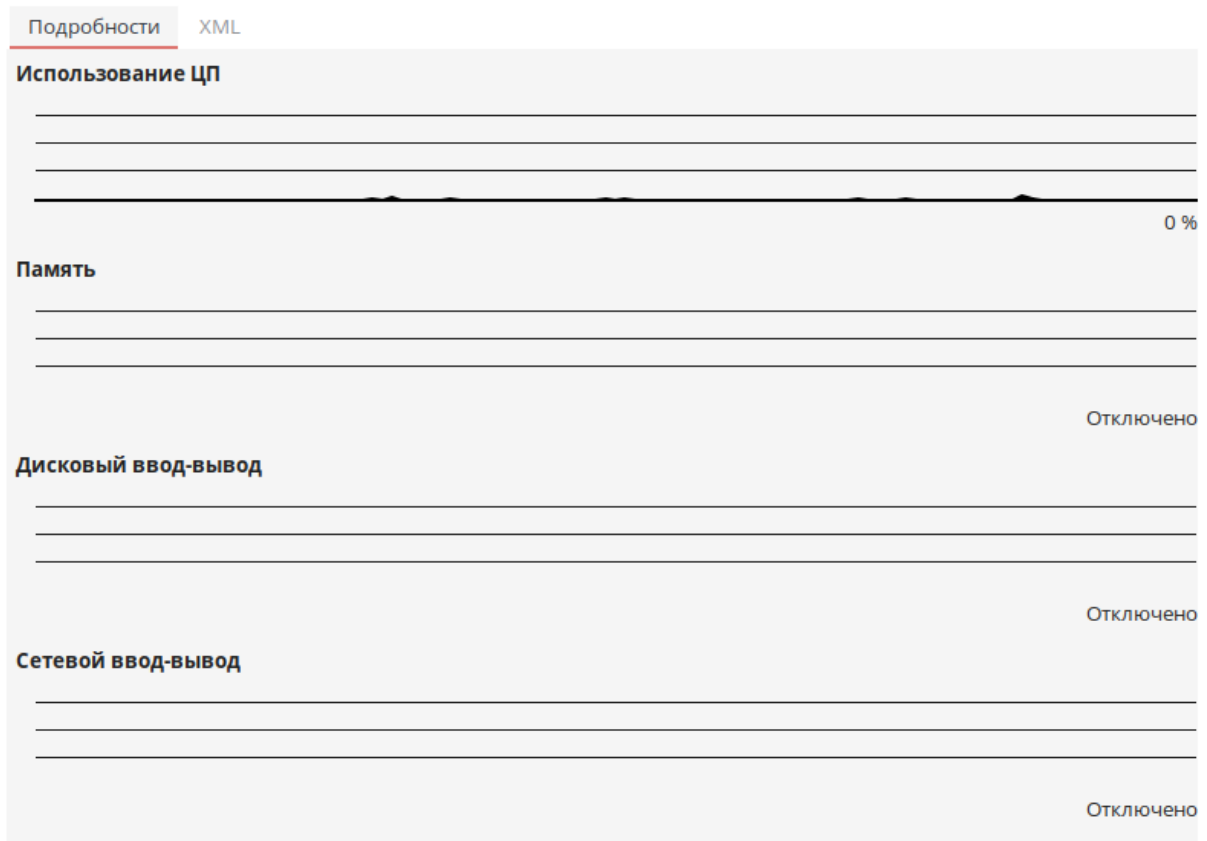 Подробности XML
Использование ЦП
0 %
Память
Отключено
Дисковый ввод-вывод
Отключено
Сетевой ввод-вывод
Отключено